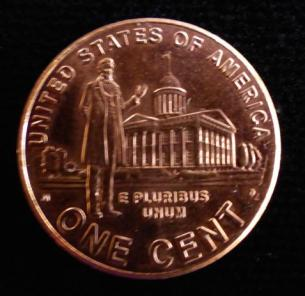 UNITED STATES OF AMERICA
E PLURIBUS
UNUM
ONE CENT